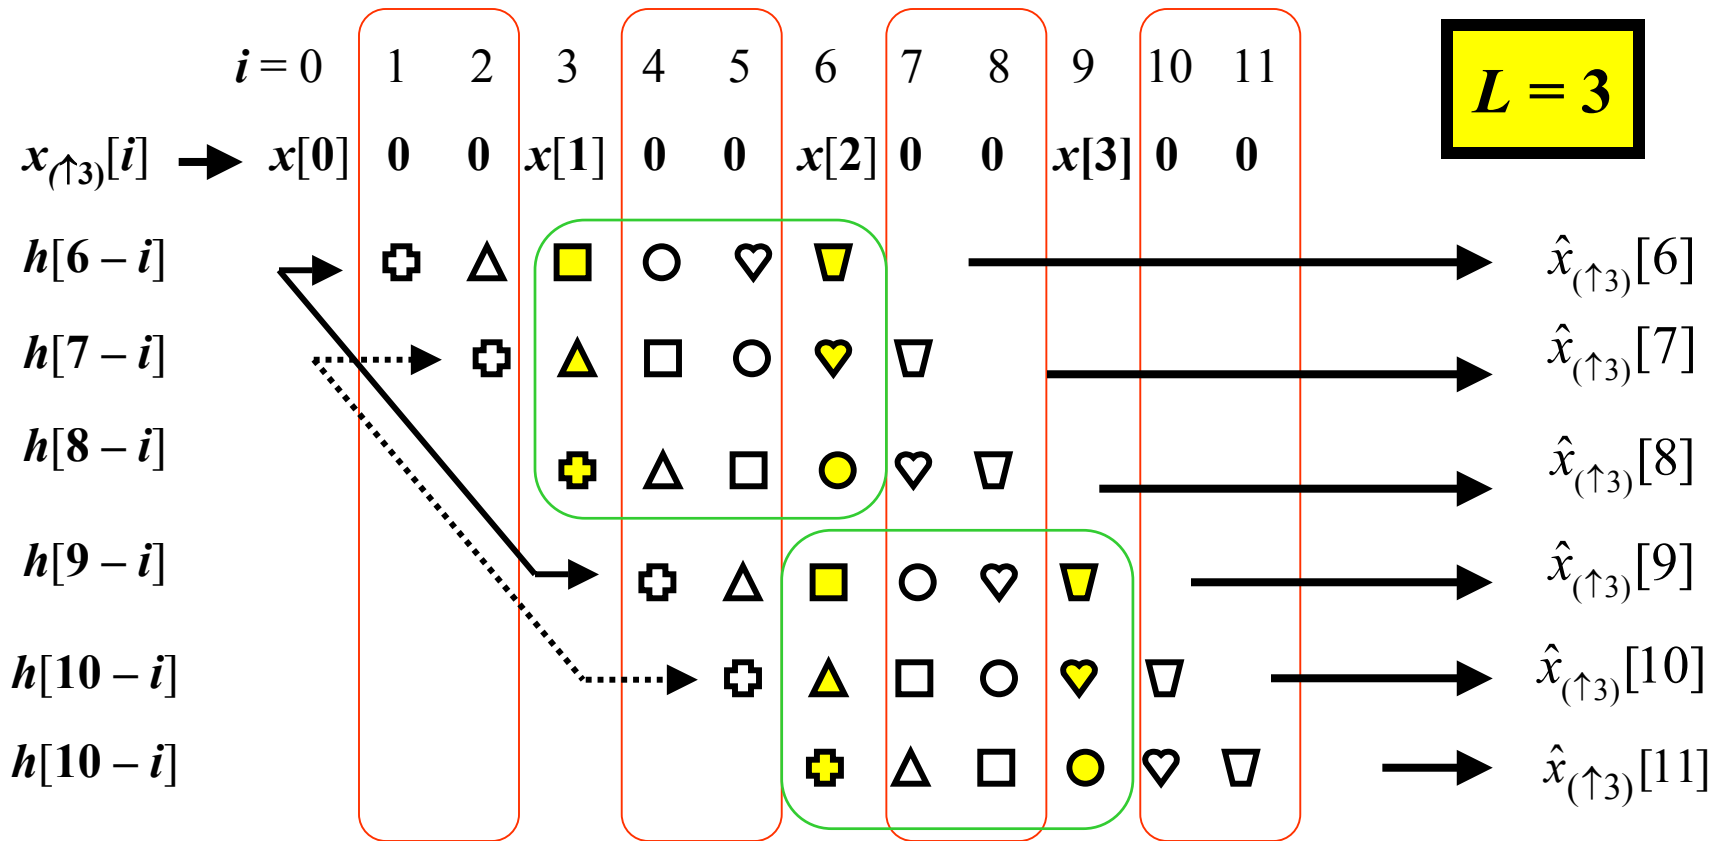 i = 0 1 2 3 4 5 6 7 8 9 10 11
L = 3
x(↑3)[i] x[0] 0 0 x[1] 0 0 x[2] 0 0 x[3] 0 0
h[6 – i] x̂(↑3)[6]
h[7 – i] x̂(↑3)[7]
h[8 – i] x̂(↑3)[8]
h[9 – i] x̂(↑3)[9]
h[10 – i] x̂(↑3)[10]
h[10 – i] x̂(↑3)[11]